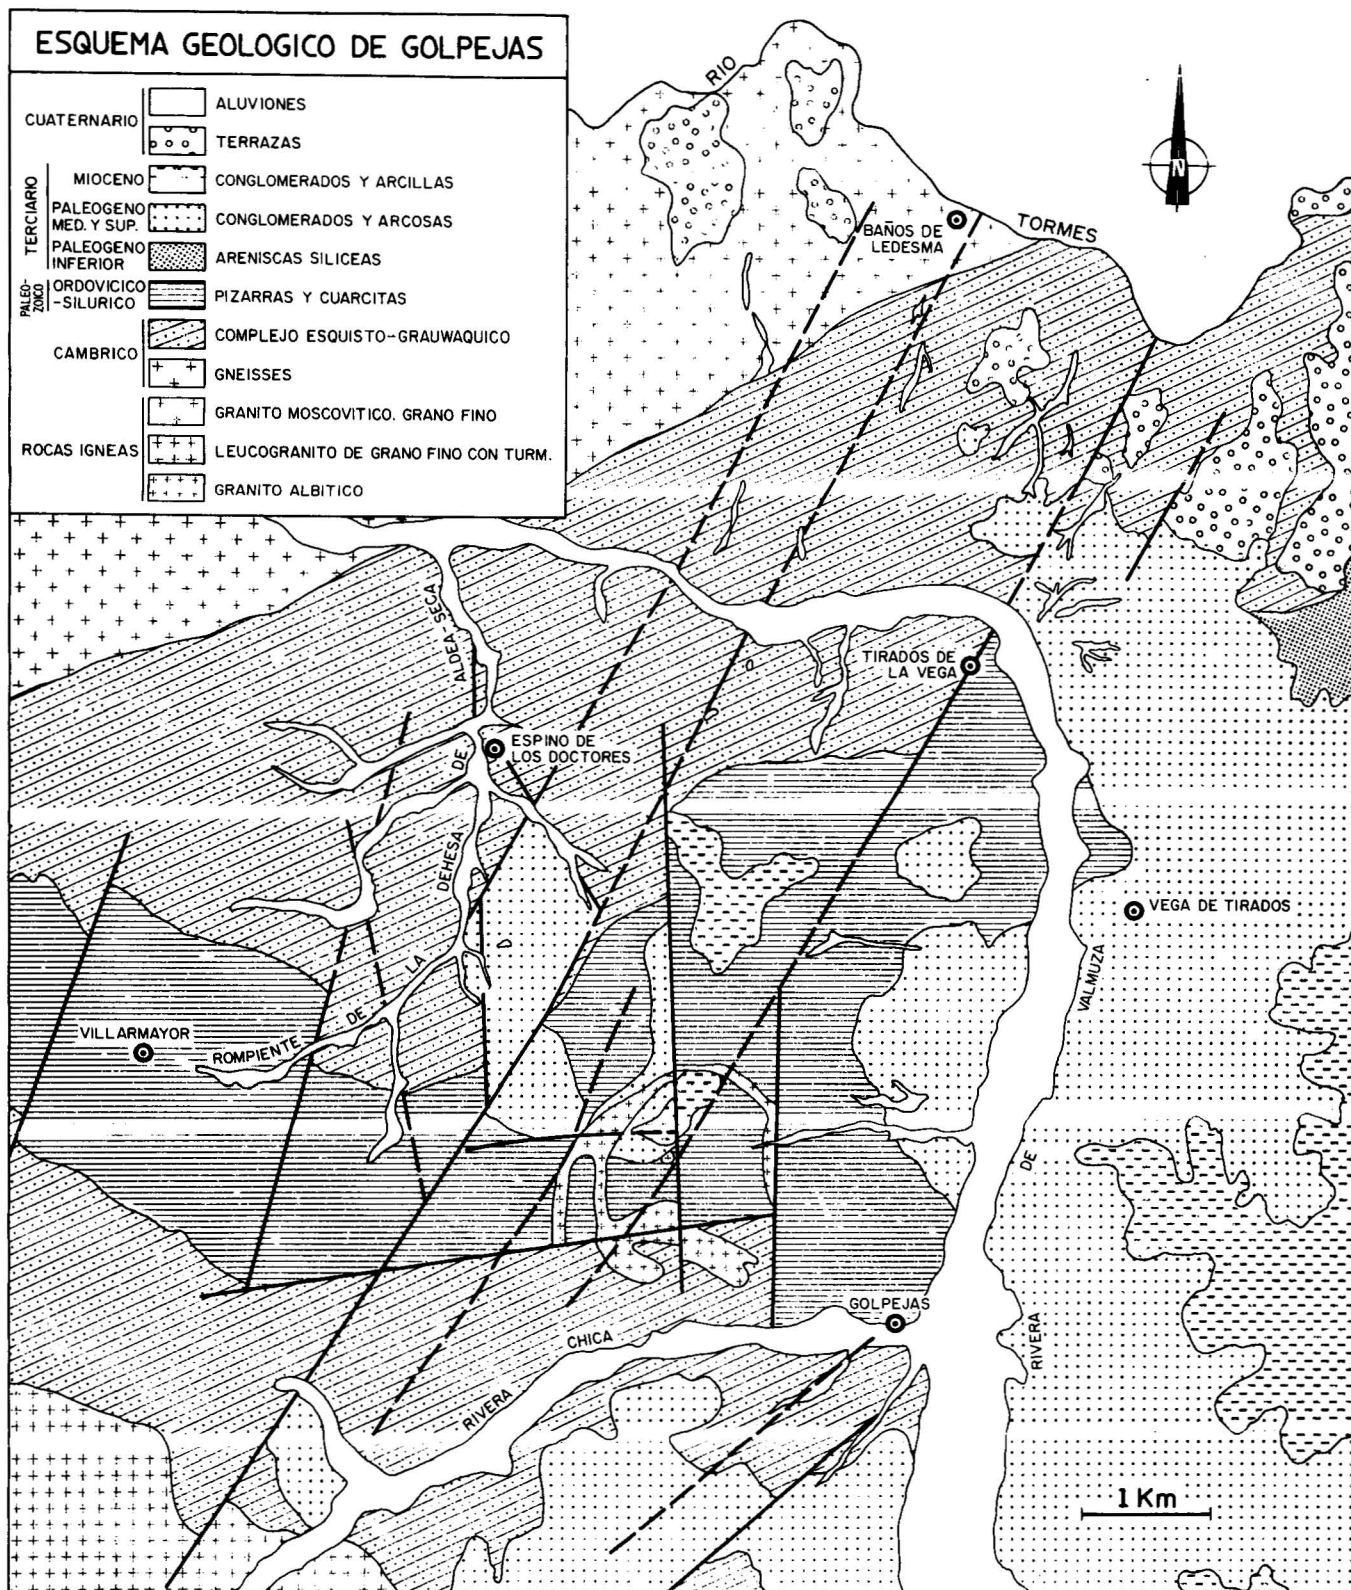 ESQUEMA GEOLOGICO DE GOLPEJAS
CUATERNARIO
ALUVIONES
TERRAZAS
TERCIARIO
MIOCENO
CONGLOMERADOS Y ARCILLAS
PALEOGENO
MED. Y SUP.
CONGLOMERADOS Y ARCOSAS
PALEOGENO
INFERIOR
ARENISCAS SILICEAS
PALEO-
ZOICO
ORDOVICICO
-SILURICO
PIZARRAS Y CUARCITAS
CAMBRICO
COMPLEJO ESQUISTO-GRAUWAQUICO
GNEISSES
ROCAS IGNEAS
GRANITO MOSCOVITICO. GRANO FINO
LEUCOGRANITO DE GRANO FINO CON TURM.
GRANITO ALBITICO
RIO
TORMES
N
BAÑOS DE
LEDESMA
TIRADOS DE
LA VEGA
ESPINO DE
LOS DOCTORES
VEGA DE TIRADOS
VILLARMAYOR
ROMPIENTE DE LA DEHESA DE ALDEA-SECA
GOLPEJAS
RIVERA CHICA
RIVERA DE VALMUZA
1 Km